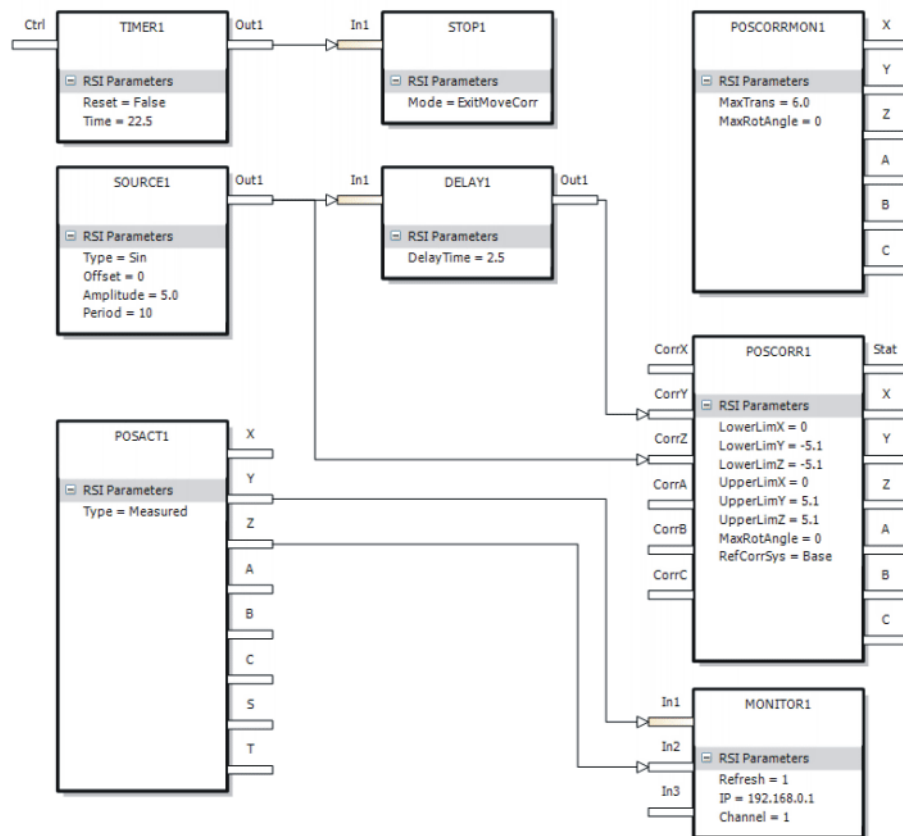 Ctrl
TIMER1
Out1
RSI Parameters
Reset = False
Time = 22.5
In1
STOP1
RSI Parameters
Mode = ExitMoveCorr
POSCORRMON1
RSI Parameters
MaxTrans = 6.0
MaxRotAngle = 0
X
Y
Z
A
B
C
SOURCE1
Out1
RSI Parameters
Type = Sin
Offset = 0
Amplitude = 5.0
Period = 10
In1
DELAY1
Out1
RSI Parameters
DelayTime = 2.5
CorrX
CorrY
CorrZ
CorrA
CorrB
CorrC
POSCORR1
RSI Parameters
LowerLimX = 0
LowerLimY = -5.1
LowerLimZ = -5.1
UpperLimX = 0
UpperLimY = 5.1
UpperLimZ = 5.1
MaxRotAngle = 0
RefCorrSys = Base
Stat
X
Y
Z
A
B
C
POSACT1
RSI Parameters
Type = Measured
X
Y
Z
A
B
C
S
T
In1
In2
In3
MONITOR1
RSI Parameters
Refresh = 1
IP = 192.168.0.1
Channel = 1